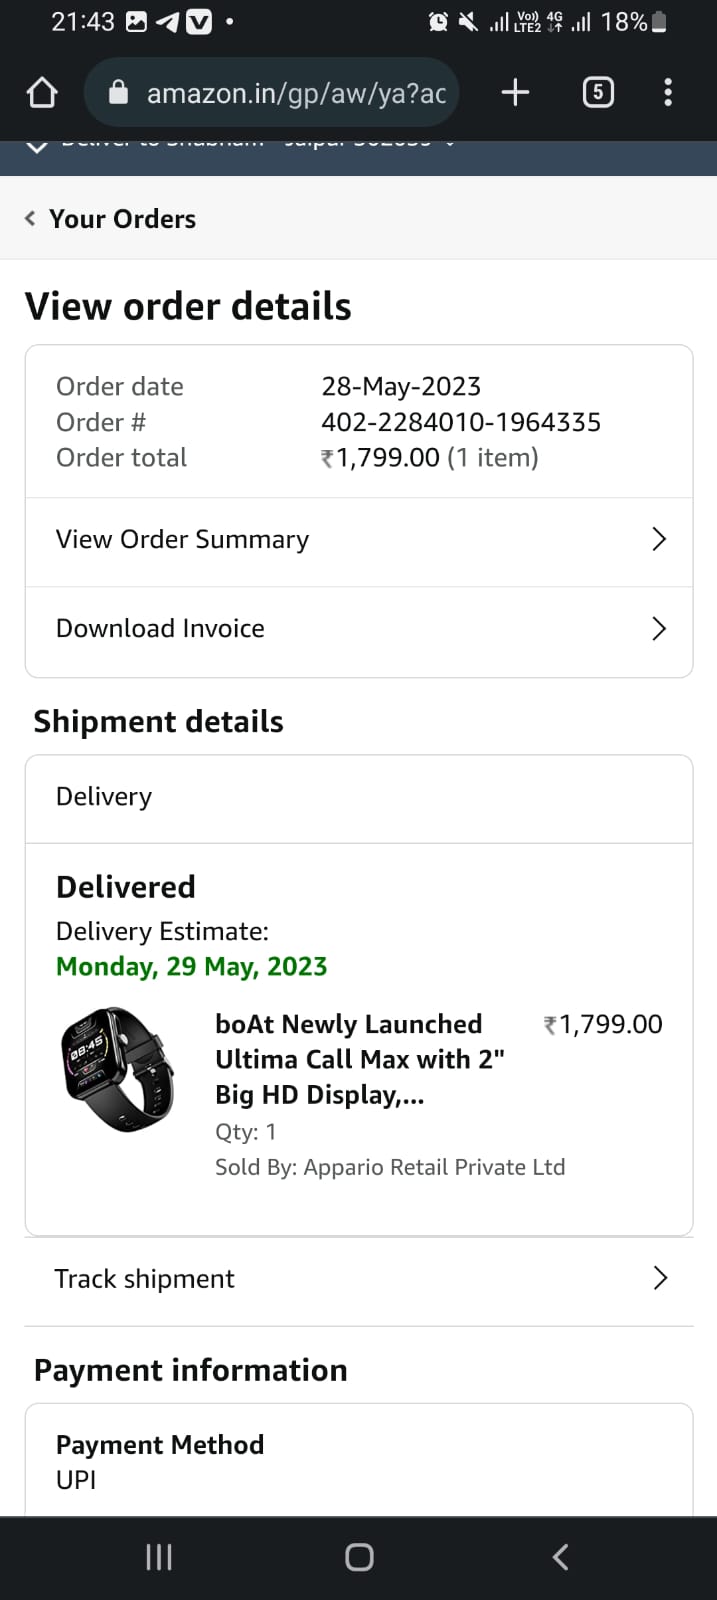 21:43 VoJ) LTE2 4G 18%
amazon.in/gp/aw/ya?ac 5
Your Orders
View order details
Order date 28-May-2023
Order # 402-2284010-1964335
Order total ₹1,799.00 (1 item)
View Order Summary
Download Invoice
Shipment details
Delivery
Delivered
Delivery Estimate:
Monday, 29 May, 2023
08:45
boAt Newly Launched ₹1,799.00
Ultima Call Max with 2"
Big HD Display,...
Qty: 1
Sold By: Appario Retail Private Ltd
Track shipment
Payment information
Payment Method
UPI